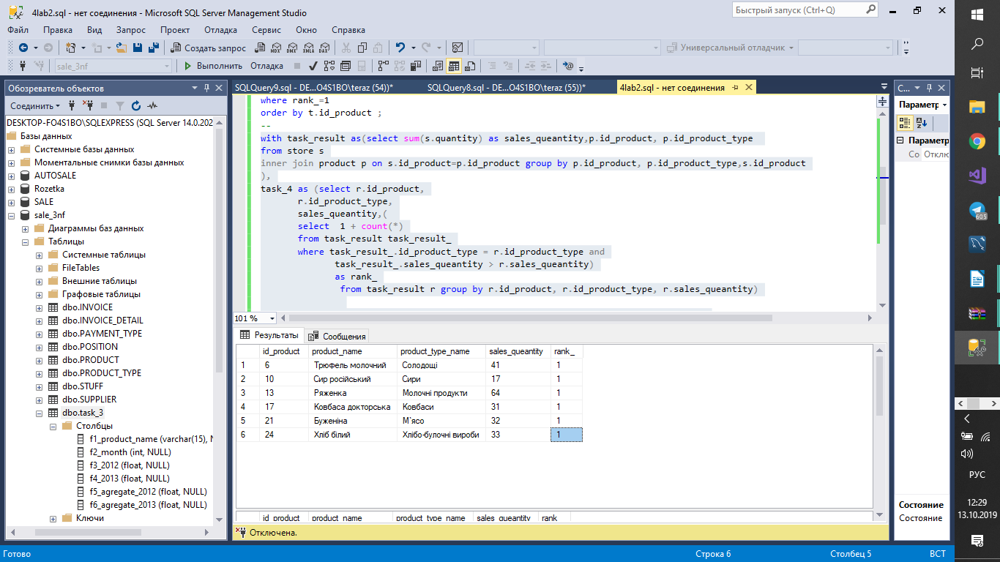 4lab2.sql - нет соединения - Microsoft SQL Server Management Studio
Быстрый запуск (Ctrl+Q)
Файл Правка Вид Запрос Проект Отладка Сервис Окно Справка
Создать запрос MDX DMX XMLA DAX Универсальный отладчик
sale_3nf Выполнить Отладка
Обозреватель объектов
Соединить
DESKTOP-FO4S1BO\SQLEXPRESS (SQL Server 14.0.202
Базы данных
Системные базы данных
Моментальные снимки базы данных
AUTOSALE
Rozetka
SALE
sale_3nf
Диаграммы баз данных
Таблицы
Системные таблицы
FileTables
Внешние таблицы
Графовые таблицы
dbo.INVOICE
dbo.INVOICE_DETAIL
dbo.PAYMENT_TYPE
dbo.POSITION
dbo.PRODUCT
dbo.PRODUCT_TYPE
dbo.STUFF
dbo.SUPPLIER
dbo.task_3
Столбцы
f1_product_name (varchar(15), N
f2_month (int, NULL)
f3_2012 (float, NULL)
f4_2013 (float, NULL)
f5_agregate_2012 (float, NULL)
f6_agregate_2013 (float, NULL)
Ключи
SQLQuery9.sql - DE...O4S1BO\teraz (54))* SQLQuery8.sql - DE...O4S1BO\teraz (55))* 4lab2.sql - нет соединения
where rank_=1
order by t.id_product ;
--
with task_result as(select sum(s.quantity) as sales_queantity,p.id_product, p.id_product_type
from store s
inner join product p on s.id_product=p.id_product group by p.id_product, p.id_product_type,s.id_product
),
task_4 as (select r.id_product,
r.id_product_type,
sales_queantity,(
select 1 + count(*)
from task_result task_result_
where task_result_.id_product_type = r.id_product_type and
task_result_.sales_queantity > r.sales_queantity)
as rank_
from task_result r group by r.id_product, r.id_product_type, r.sales_queantity)
101 %
Результаты Сообщения
id_product product_name product_type_name sales_queantity rank_
1 6 Трюфель молочний Солодощі 41 1
2 10 Сир російський Сири 17 1
3 13 Ряженка Молочні продукти 64 1
4 17 Ковбаса докторська Ковбаси 31 1
5 21 Буженіна М`ясо 32 1
6 24 Хліб білий Хлібо-булочні вироби 33 1
id_product product_name product_type_name sales_queantity rank
Отключена.
С...
Параметр
Параметр
Со Отклю
Состояние
Состояние
Готово Строка 6 Столбец 5 ВСТ
605
РУС
12:29
13.10.2019